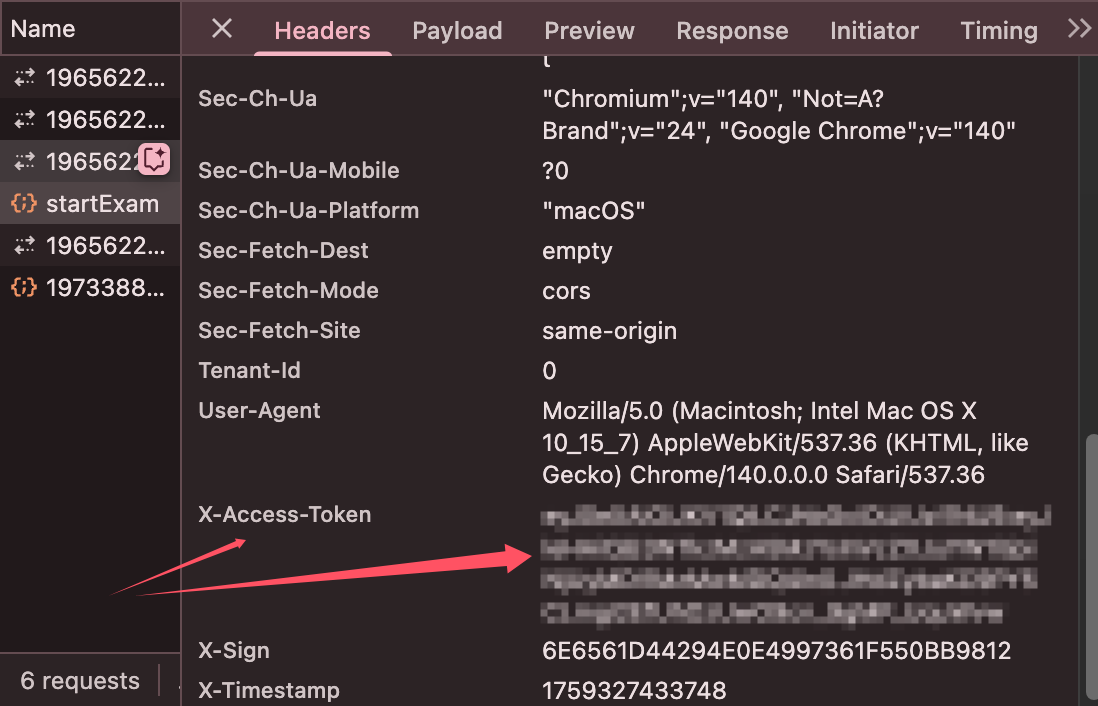 Name
Headers
Payload
Preview
Response
Initiator
Timing
1965622...
1965622...
1965622
startExam
1965622...
1973388...
6 requests
Sec-Ch-Ua
"Chromium";v="140", "Not=A?
Brand";v="24", "Google Chrome";v="140"
Sec-Ch-Ua-Mobile
?0
Sec-Ch-Ua-Platform
"macOS"
Sec-Fetch-Dest
empty
Sec-Fetch-Mode
cors
Sec-Fetch-Site
same-origin
Tenant-Id
0
User-Agent
Mozilla/5.0 (Macintosh; Intel Mac OS X
10_15_7) AppleWebKit/537.36 (KHTML, like
Gecko) Chrome/140.0.0.0 Safari/537.36
X-Access-Token
X-Sign
6E6561D44294E0E4997361F550BB9812
X-Timestamp
1759327433748